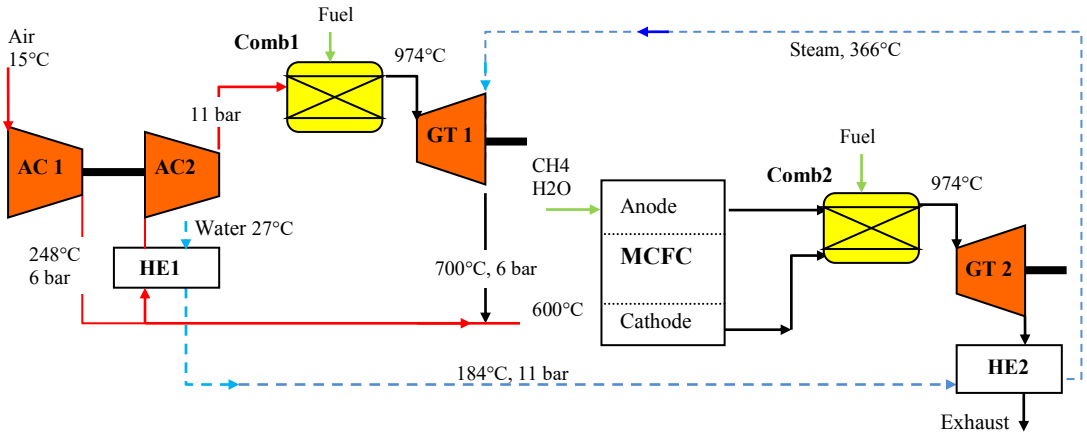 Fuel
Air
15°C
Comb1
974°C
Steam, 366°C
11 bar
GT 1
AC 1
AC2
CH4
H2O
Fuel
Comb2
974°C
Anode
Water 27°C
248°C
6 bar
HE1
700°C, 6 bar
MCFC
GT 2
600°C
Cathode
184°C, 11 bar
HE2
Exhaust